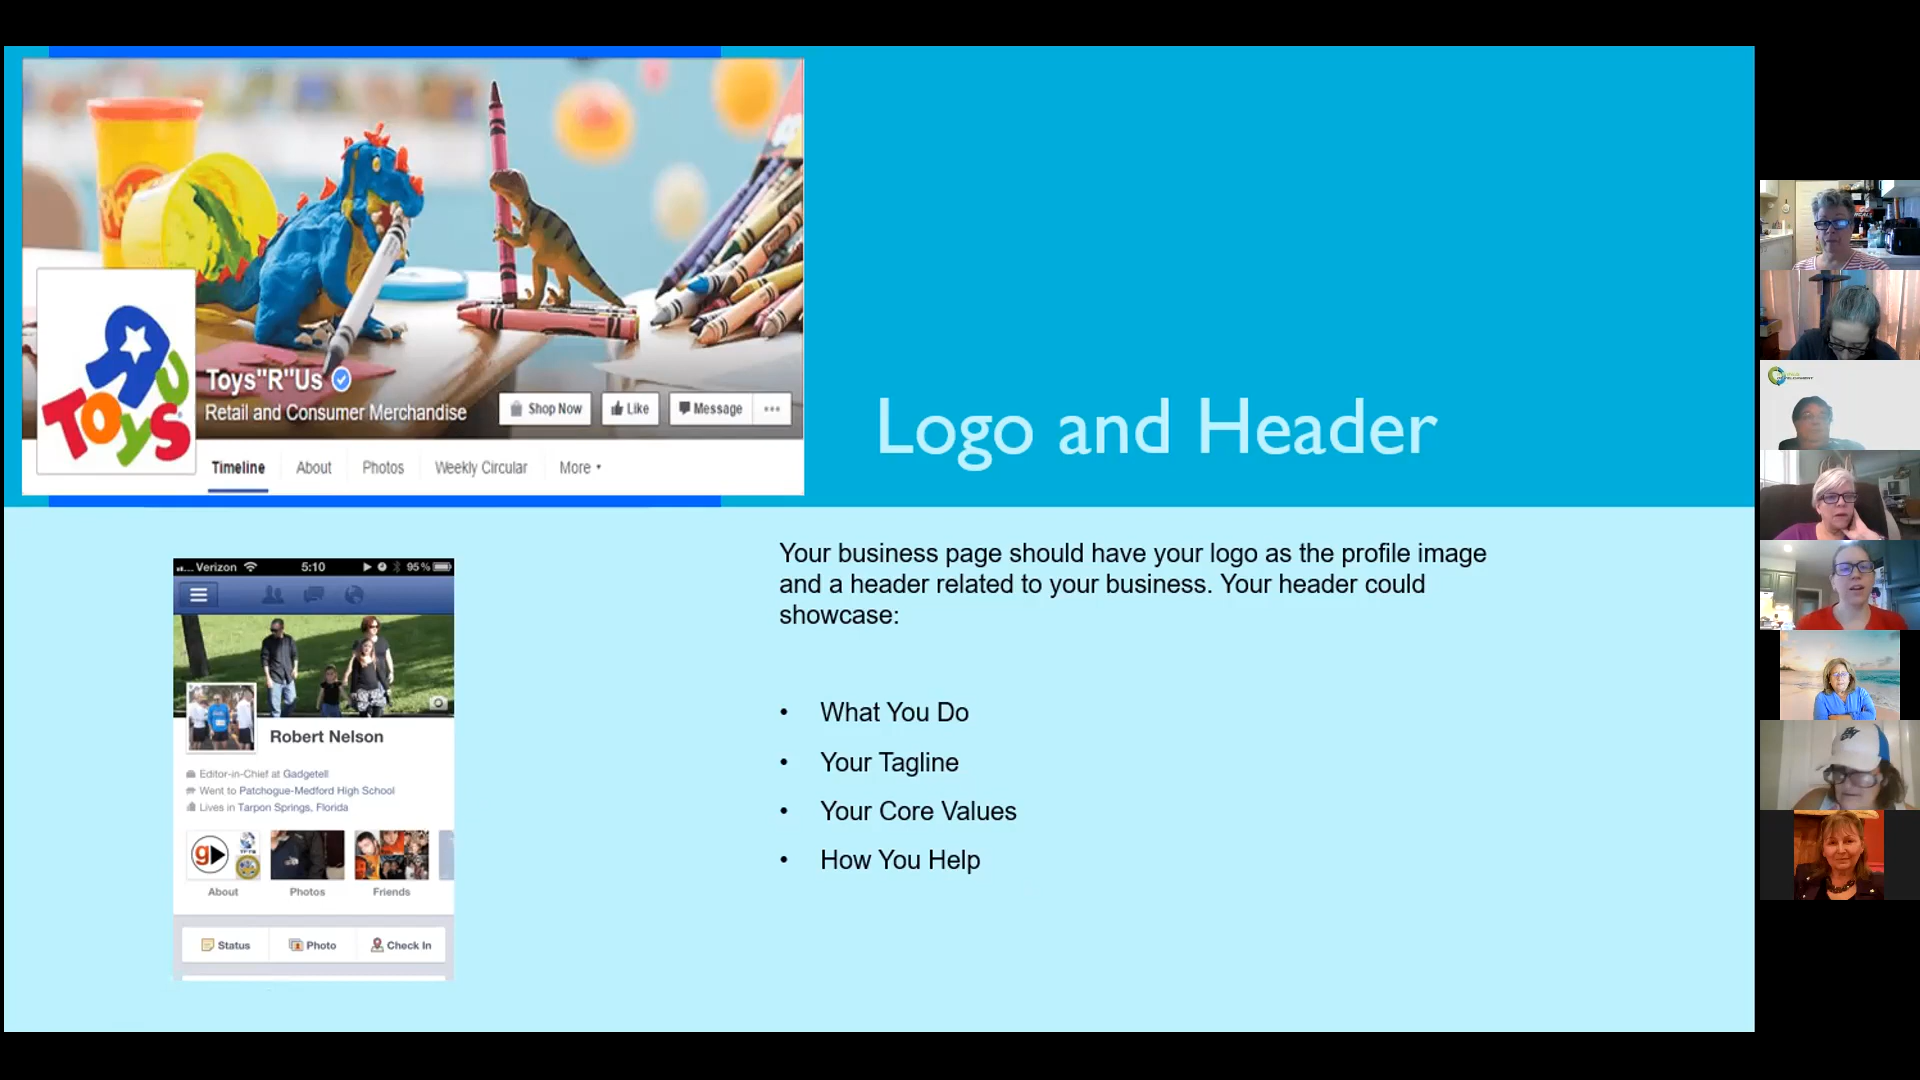 Toys"R"Us
Retail and Consumer Merchandise
Shop Now
Like
Message
TOYS R U S
Timeline
About
Photos
Weekly Circular
More
Logo and Header
Your business page should have your logo as the profile image
and a header related to your business. Your header could
showcase:
• What You Do
• Your Tagline
• Your Core Values
• How You Help
Verizon
5:10
95%
Robert Nelson
Editor-in-Chief at Gadgetell
Went to Patchogue-Medford High School
Lives in Tarpon Springs, Florida
g
About
Photos
Friends
Status
Photo
Check In